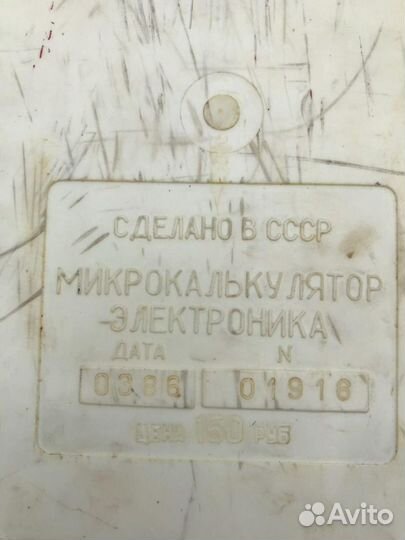 СДЕЛАНО В СССР
МИКРОКАЛЬКУЛЯТОР
ЭЛЕКТРОНИКА
ДАТА N
0386 01916
ЦЕНА 150 РУБ
Avito